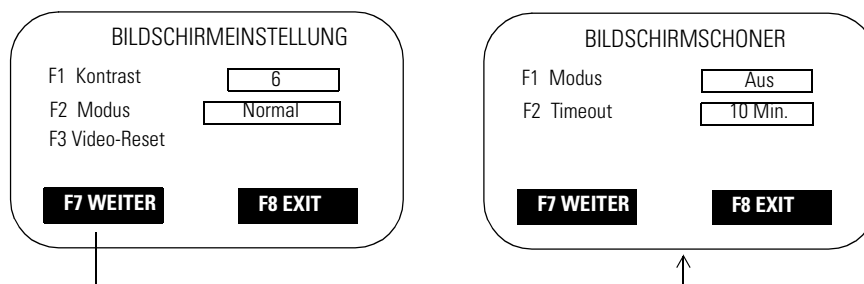 BILDSCHIRMEINSTELLUNG
F1 Kontrast 6
F2 Modus Normal
F3 Video-Reset
F7 WEITER F8 EXIT
BILDSCHIRMSCHONER
F1 Modus Aus
F2 Timeout 10 Min.
F7 WEITER F8 EXIT